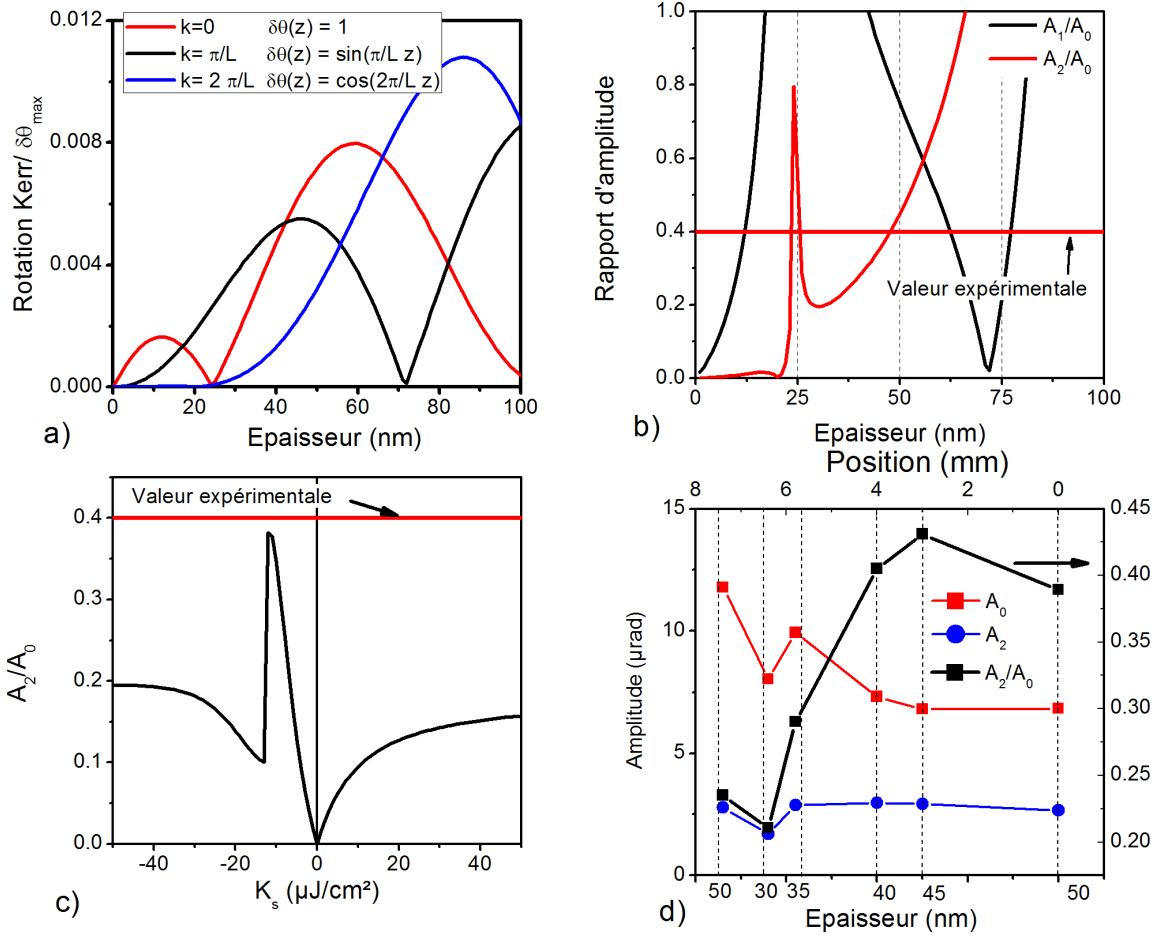 0.012
0.008
0.004
0.000
Rotation Kerr/ δθmax
k=0 δθ(z) = 1
k= π/L δθ(z) = sin(π/L z)
k= 2 π/L δθ(z) = cos(2π/L z)
0 20 40 60 80 100
Epaisseur (nm)
a)
1.0
0.8
0.6
0.4
0.2
0.0
Rapport d'amplitude
A1/A0
A2/A0
Valeur expérimentale
0 25 50 75 100
Epaisseur (nm)
b)
0.4
0.3
0.2
0.1
0.0
A2/A0
Valeur expérimentale
-40 -20 0 20 40
Ks (µJ/cm²)
c)
Position (mm)
8 6 4 2 0
15
10
5
0
Amplitude (µrad)
A0
A2
A2/A0
0.45
0.40
0.35
0.30
0.25
0.20
50 30 35 40 45 50
Epaisseur (nm)
d)